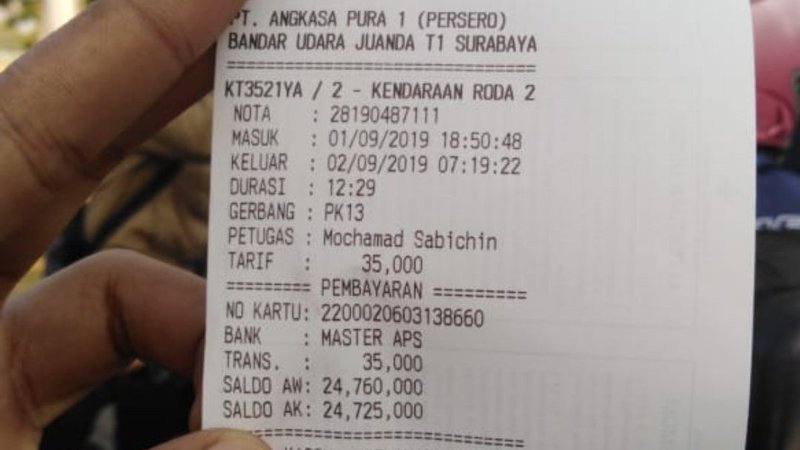 PT. ANGKASA PURA 1 (PERSERO)
BANDAR UDARA JUANDA T1 SURABAYA
================================
KT3521YA / 2 - KENDARAAN RODA 2
NOTA : 28190487111
MASUK : 01/09/2019 18:50:48
KELUAR : 02/09/2019 07:19:22
DURASI : 12:29
GERBANG : PK13
PETUGAS : Mochamad Sabichin
TARIF : 35,000
========= PEMBAYARAN =========
NO KARTU: 2200020603138660
BANK : MASTER APS
TRANS. : 35,000
SALDO AW: 24,760,000
SALDO AK: 24,725,000
================================